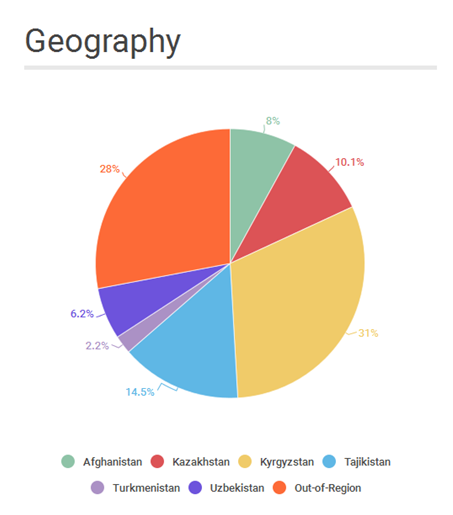 Geography
8%
10.1%
28%
31%
6.2%
2.2%
14.5%
Afghanistan Kazakhstan Kyrgyzstan Tajikistan
Turkmenistan Uzbekistan Out-of-Region